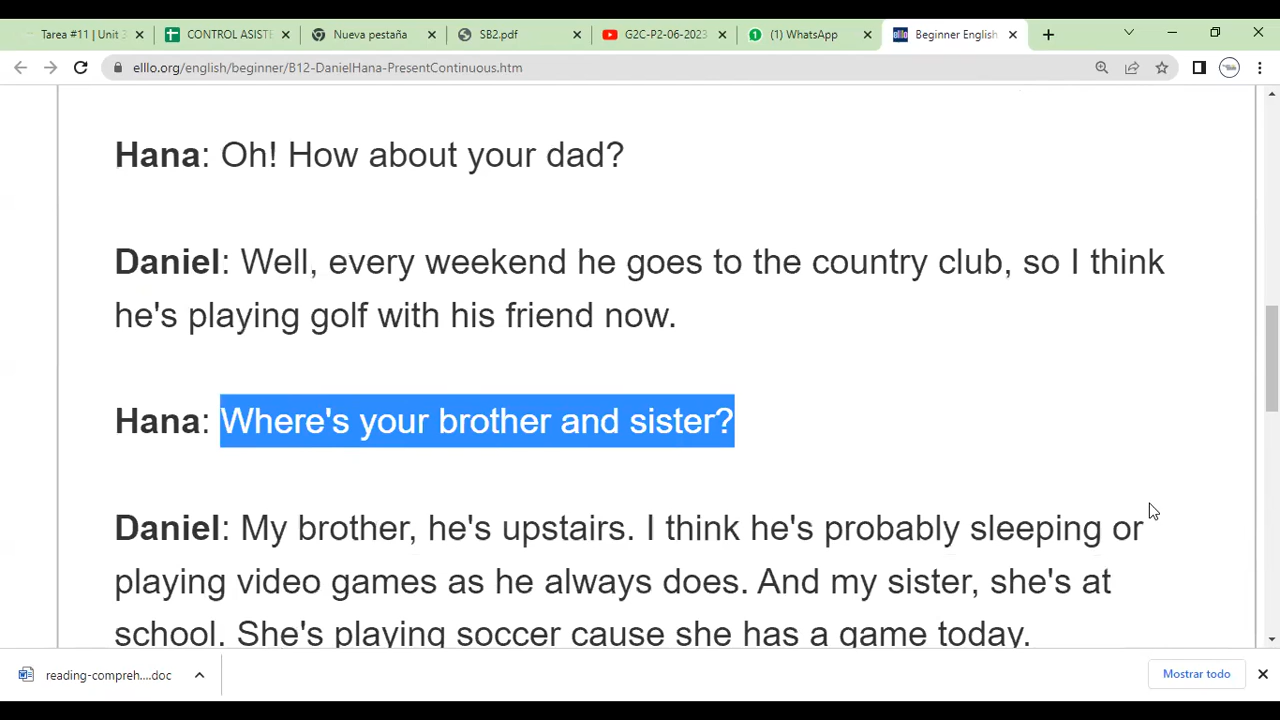 Tarea #11 | Unit 3
CONTROL ASISTE
Nueva pestaña
SB2.pdf
G2C-P2-06-2023
(1) WhatsApp
Beginner English
elllo.org/english/beginner/B12-DanielHana-PresentContinuous.htm
Hana: Oh! How about your dad?
Daniel: Well, every weekend he goes to the country club, so I think
he's playing golf with his friend now.
Hana: Where's your brother and sister?
Daniel: My brother, he's upstairs. I think he's probably sleeping or
playing video games as he always does. And my sister, she's at
school. She's playing soccer cause she has a game today.
reading-compreh....doc
Mostrar todo